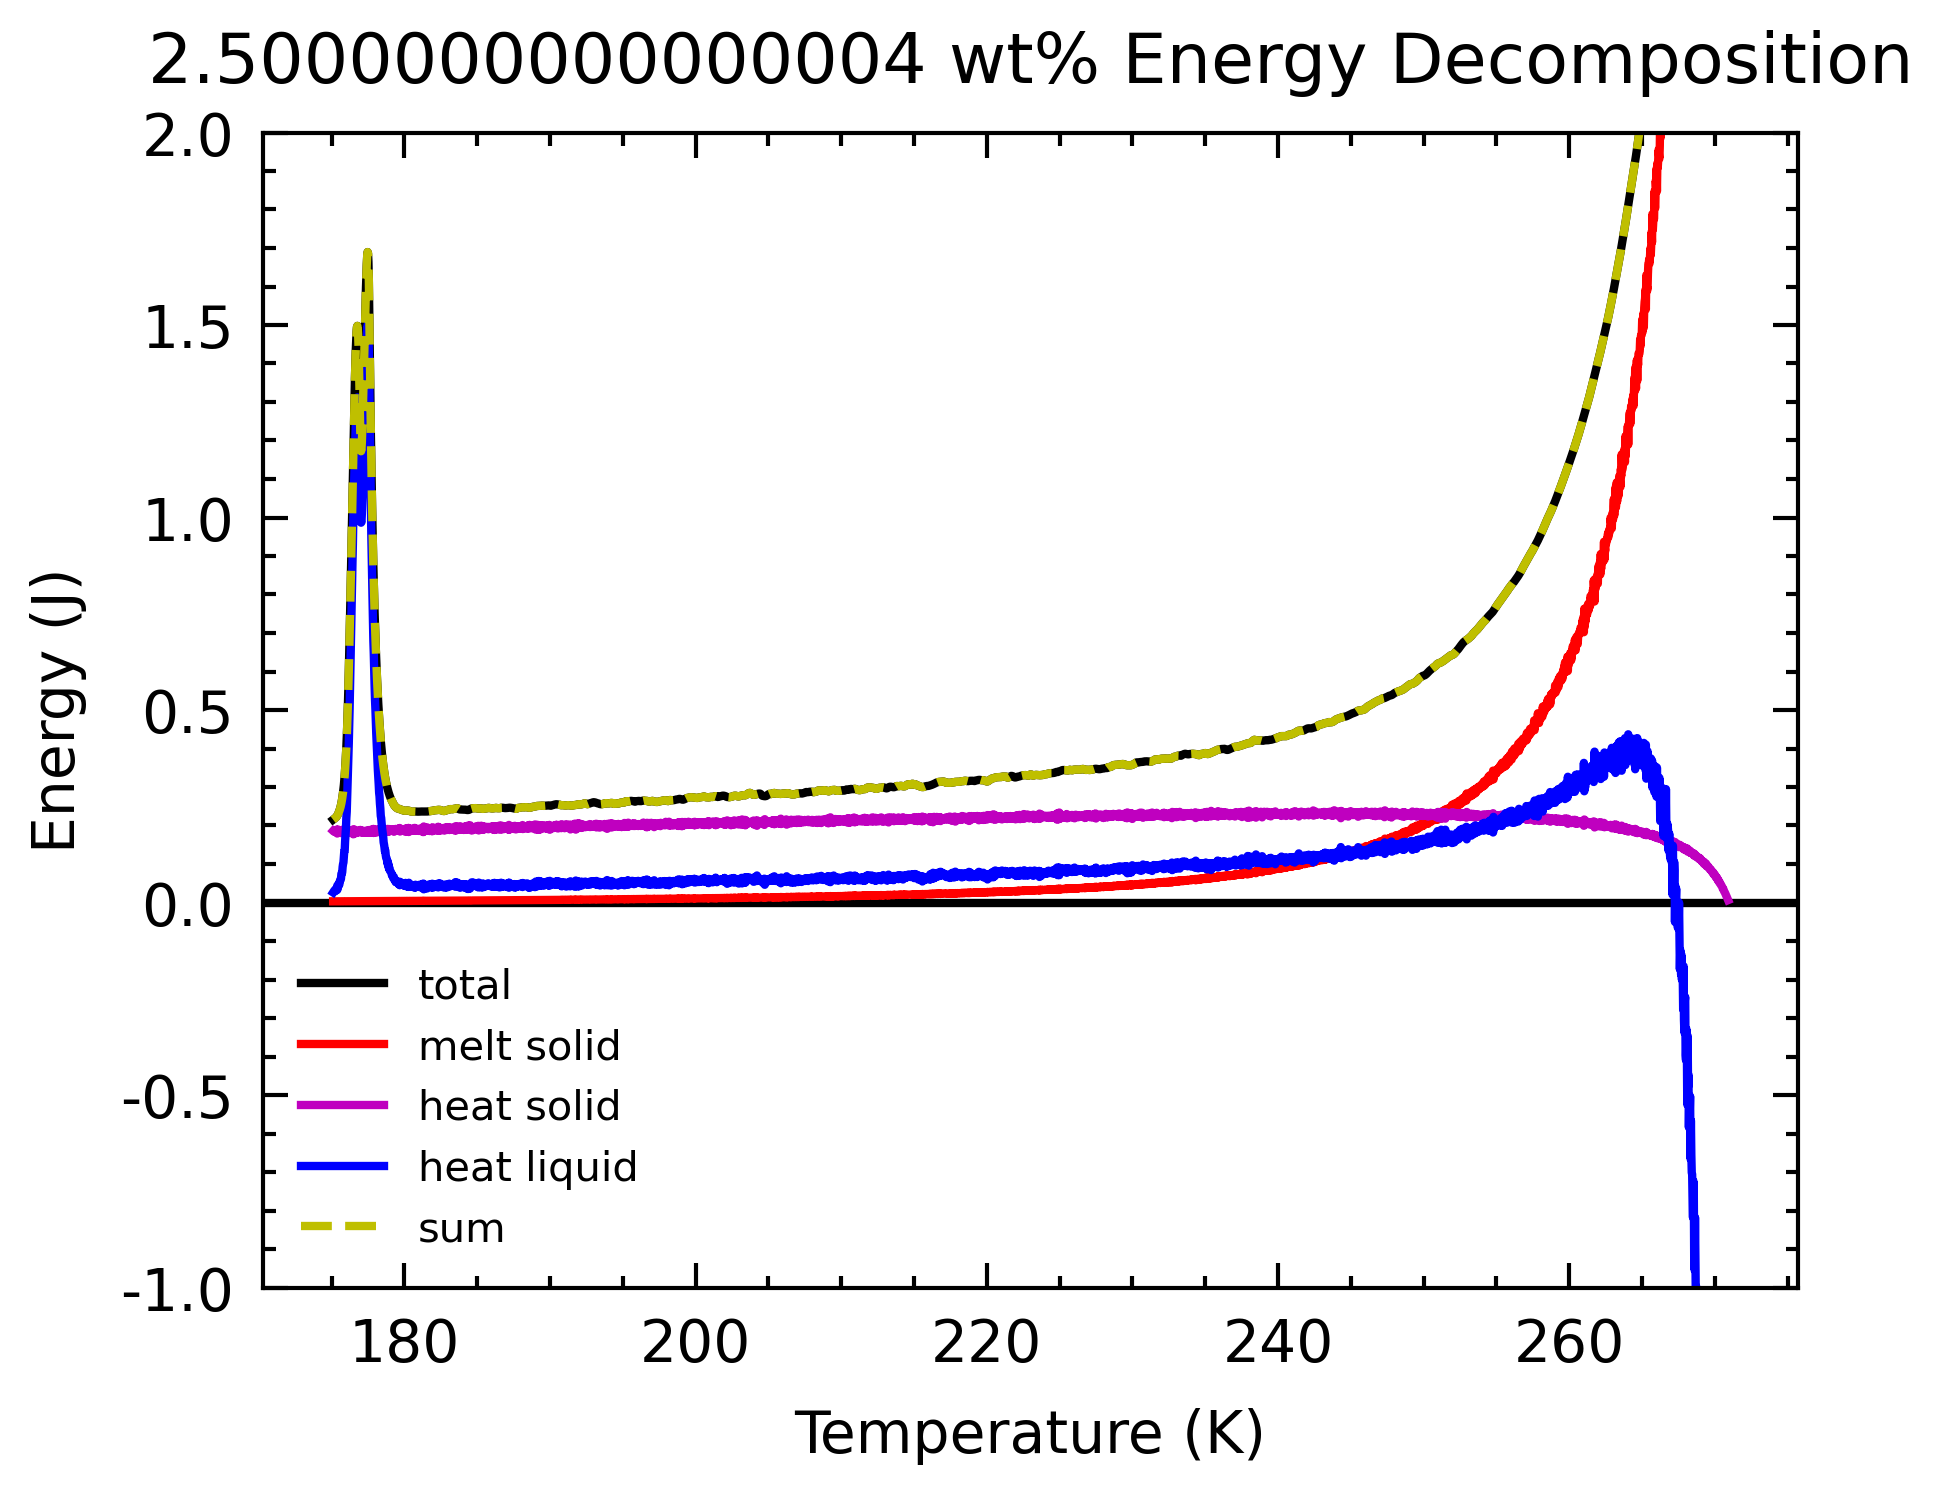 2.5000000000000004 wt% Energy Decomposition
2.0
1.5
1.0
0.5
0.0
-0.5
-1.0
Energy (J)
total
melt solid
heat solid
heat liquid
sum
180 200 220 240 260
Temperature (K)